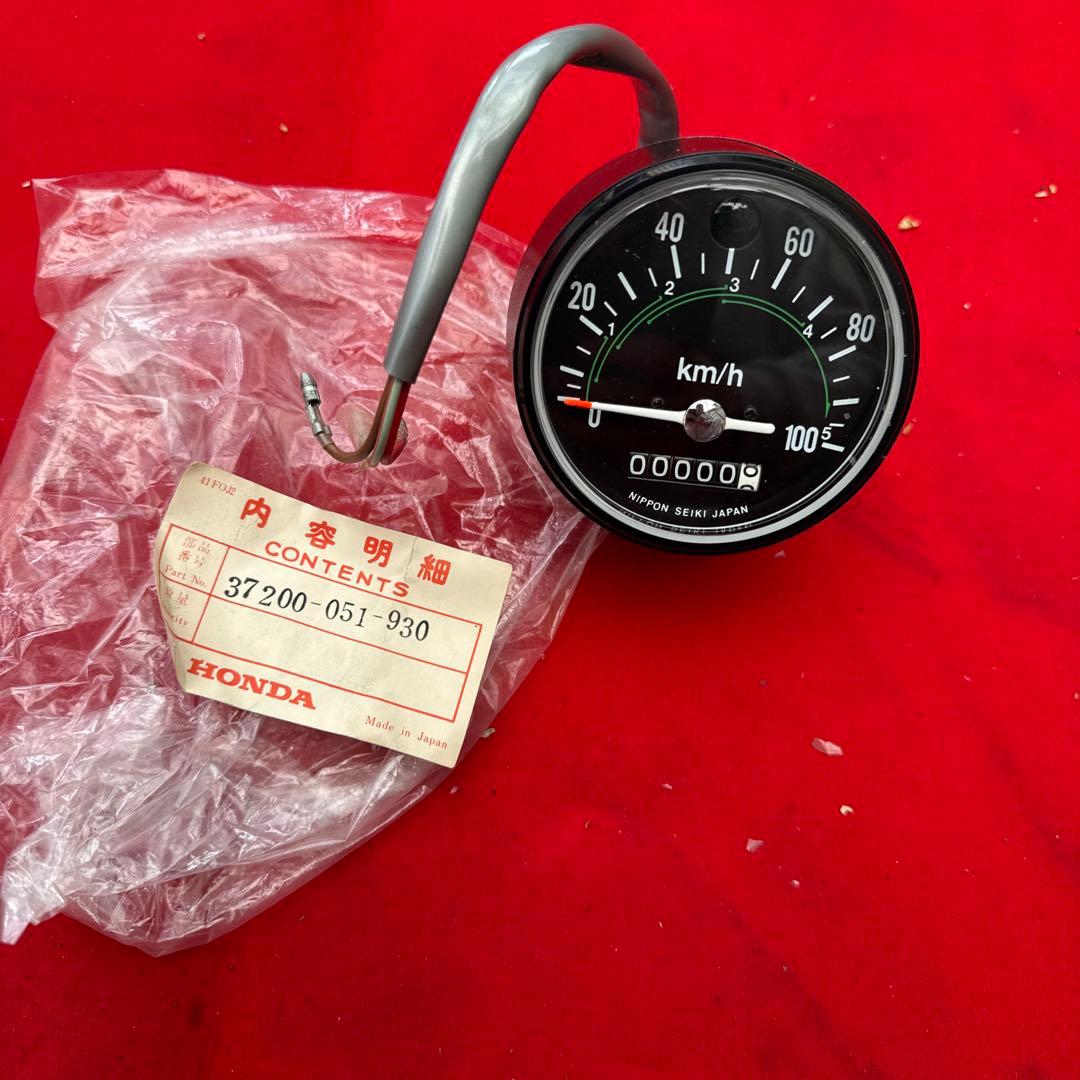 40
60
20
2
3
1
4
80
km/h
0
100
5
00000
NIPPON SEIKI JAPAN
41FOJ2
内容明細
CONTENTS
部品
番号
Part No.
37200-051-930
HONDA
Made in Japan